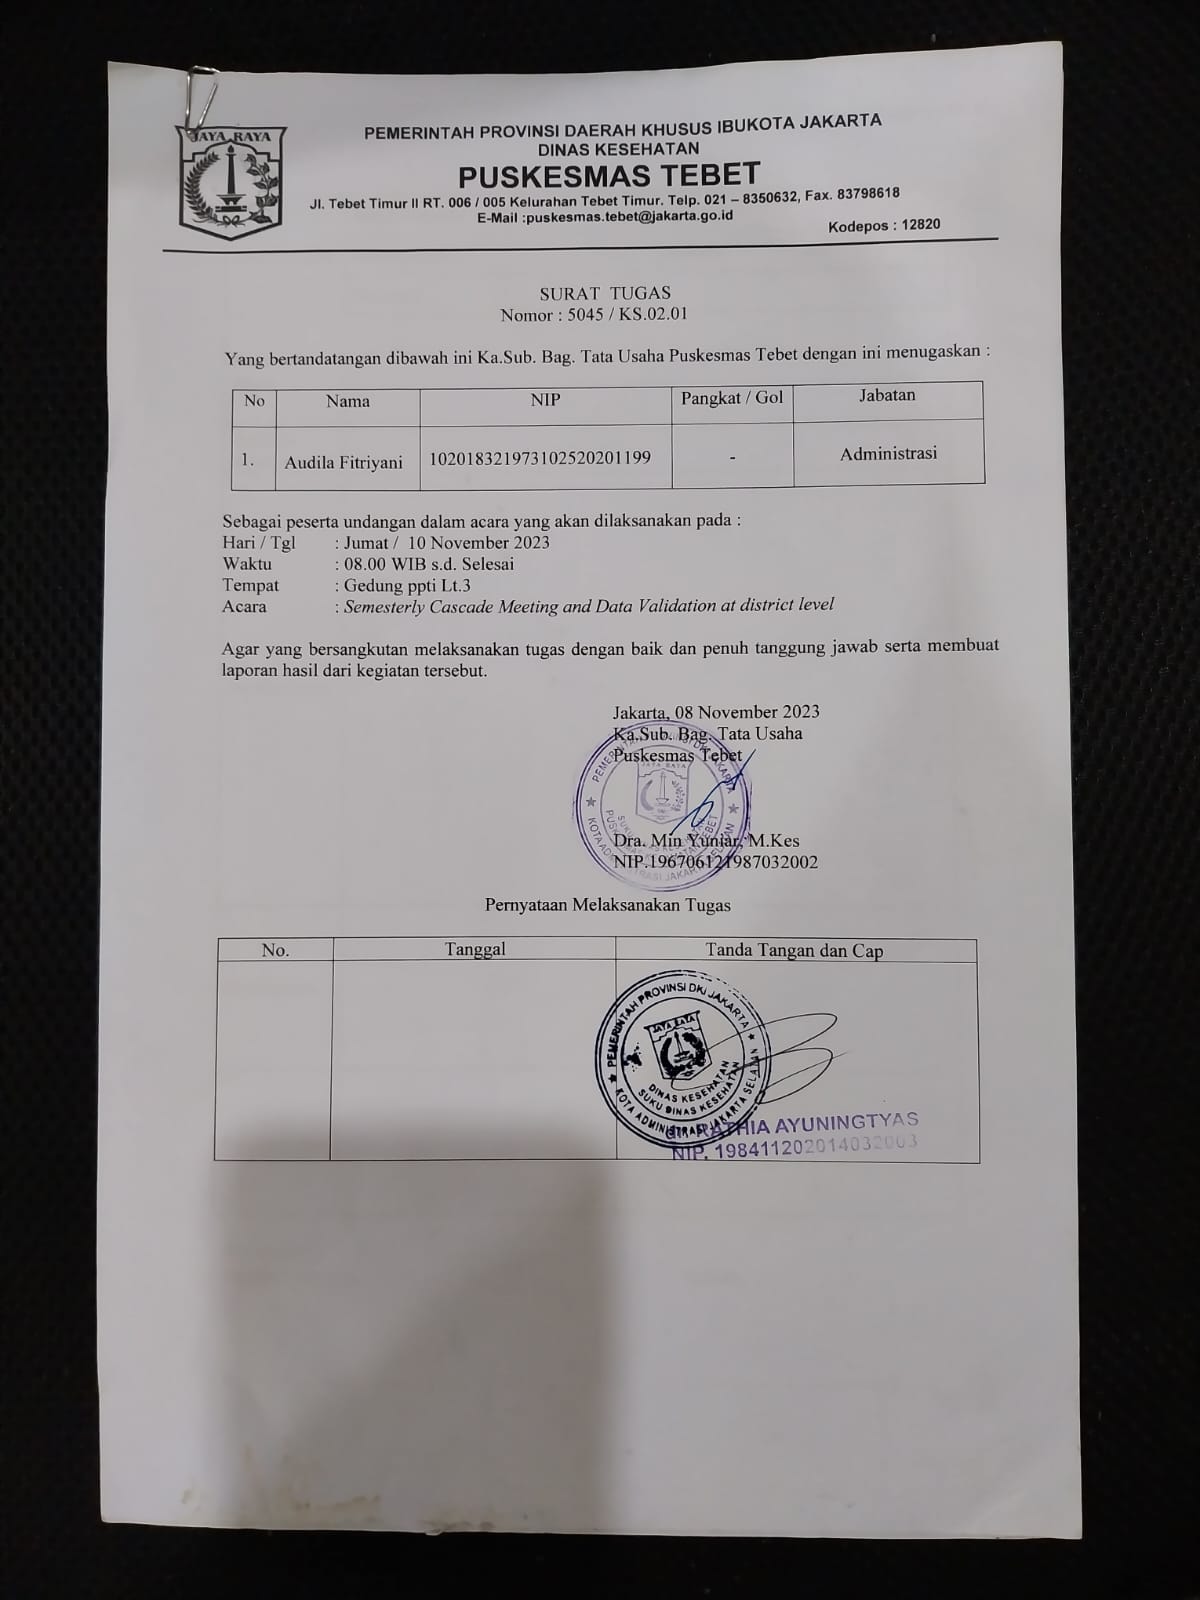 JAYA RAYA
PEMERINTAH PROVINSI DAERAH KHUSUS IBUKOTA JAKARTA
DINAS KESEHATAN
PUSKESMAS TEBET
Jl. Tebet Timur II RT. 006 / 005 Kelurahan Tebet Timur. Telp. 021 – 8350632, Fax. 83798618
E-Mail :puskesmas.tebet@jakarta.go.id
Kodepos : 12820
SURAT TUGAS
Nomor : 5045 / KS.02.01
Yang bertandatangan dibawah ini Ka.Sub. Bag. Tata Usaha Puskesmas Tebet dengan ini menugaskan :
No Nama NIP Pangkat / Gol Jabatan
1. Audila Fitriyani 102018321973102520201199 - Administrasi
Sebagai peserta undangan dalam acara yang akan dilaksanakan pada :
Hari / Tgl : Jumat / 10 November 2023
Waktu : 08.00 WIB s.d. Selesai
Tempat : Gedung ppti Lt.3
Acara : Semesterly Cascade Meeting and Data Validation at district level
Agar yang bersangkutan melaksanakan tugas dengan baik dan penuh tanggung jawab serta membuat
laporan hasil dari kegiatan tersebut.
Jakarta, 08 November 2023
Ka.Sub. Bag. Tata Usaha
Puskesmas Tebet
Dra. Min Yuniar, M.Kes
NIP.196706121987032002
Pernyataan Melaksanakan Tugas
No. Tanggal Tanda Tangan dan Cap
PEMERINTAH PROVINSI DKI JAKARTA
JAYA RAYA
DINAS KESEHATAN
SUKU DINAS KESEHATAN
KOTA ADMINISTRASI JAKARTA SELATAN
RATHIA AYUNINGTYAS
NIP. 198411202014032003